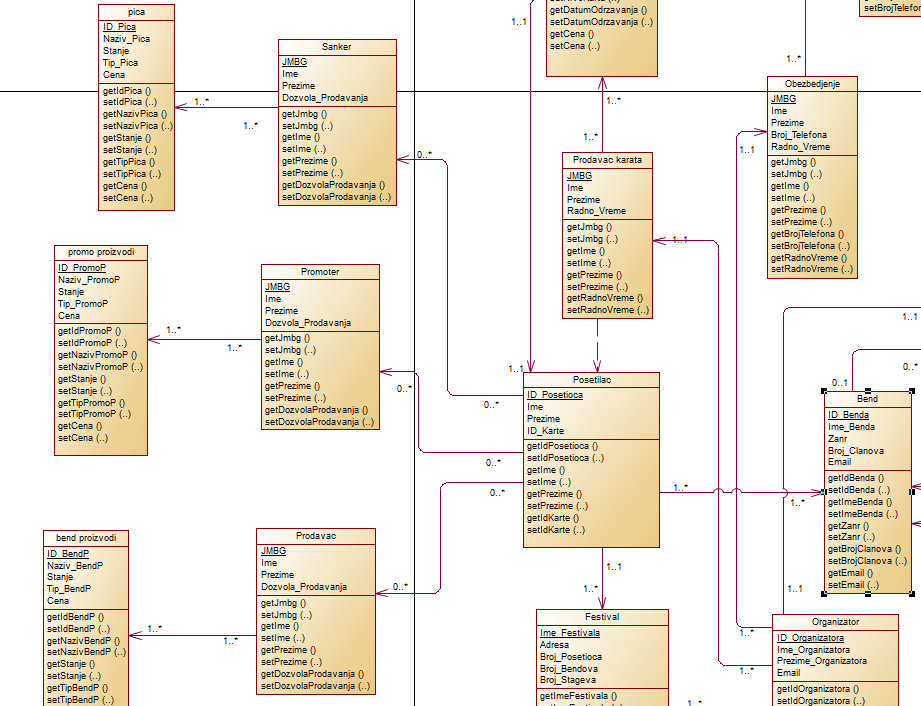 pica
ID_Pica
Naziv_Pica
Stanje
Tip_Pica
Cena
getIdPica ()
setIdPica (..)
getNazivPica ()
setNazivPica (..)
getStanje ()
setStanje (..)
getTipPica ()
setTipPica (..)
getCena ()
setCena (..)
1..*
1..*
Sanker
JMBG
Ime
Prezime
Dozvola_Prodavanja
getJmbg ()
setJmbg (..)
getIme ()
setIme (..)
getPrezime ()
setPrezime (..)
getDozvolaProdavanja ()
setDozvolaProdavanja (..)
0..*
1..1
getDatumOdrzavanja ()
setDatumOdrzavanja (..)
getCena ()
setCena (..)
1..*
1..*
Prodavac karata
JMBG
Ime
Prezime
Radno_Vreme
getJmbg ()
setJmbg (..)
getIme ()
setIme (..)
getPrezime ()
setPrezime (..)
getRadnoVreme ()
setRadnoVreme (..)
1..1
1..*
Obezbedjenje
JMBG
Ime
Prezime
Broj_Telefona
Radno_Vreme
getJmbg ()
setJmbg (..)
getIme ()
setIme (..)
getPrezime ()
setPrezime (..)
getBrojTelefona ()
setBrojTelefona (..)
getRadnoVreme ()
setRadnoVreme (..)
1..1
promo proizvodi
ID_PromoP
Naziv_PromoP
Stanje
Tip_PromoP
Cena
getIdPromoP ()
setIdPromoP (..)
getNazivPromoP ()
setNazivPromoP (..)
getStanje ()
setStanje (..)
getTipPromoP ()
setTipPromoP (..)
getCena ()
setCena (..)
1..*
1..*
Promoter
JMBG
Ime
Prezime
Dozvola_Prodavanja
getJmbg ()
setJmbg (..)
getIme ()
setIme (..)
getPrezime ()
setPrezime (..)
getDozvolaProdavanja ()
setDozvolaProdavanja (..)
0..*
1..1
Posetilac
ID_Posetioca
Ime
Prezime
ID_Karte
getIdPosetioca ()
setIdPosetioca (..)
getIme ()
setIme (..)
getPrezime ()
setPrezime (..)
getIdKarte ()
setIdKarte (..)
0..*
0..*
0..*
1..*
1..*
1..1
0..*
0..1
Bend
ID_Benda
Ime_Benda
Zanr
Broj_Clanova
Email
getIdBenda ()
setIdBenda (..)
getImeBenda ()
setImeBenda (..)
getZanr ()
setZanr (..)
getBrojClanova ()
setBrojClanova (..)
getEmail ()
setEmail (..)
bend proizvodi
ID_BendP
Naziv_BendP
Stanje
Tip_BendP
Cena
getIdBendP ()
setIdBendP (..)
getNazivBendP ()
setNazivBendP (..)
getStanje ()
setStanje (..)
getTipBendP ()
setTipBendP (..)
1..*
1..*
Prodavac
JMBG
Ime
Prezime
Dozvola_Prodavanja
getJmbg ()
setJmbg (..)
getIme ()
setIme (..)
getPrezime ()
setPrezime (..)
getDozvolaProdavanja ()
setDozvolaProdavanja (..)
0..*
1..1
1..*
Festival
Ime_Festivala
Adresa
Broj_Posetioca
Broj_Bendova
Broj_Stageva
getImeFestivala ()
1..*
1..1
1..*
1..*
Organizator
ID_Organizatora
Ime_Organizatora
Prezime_Organizatora
Email
getIdOrganizatora ()
setIdOrganizatora (..)